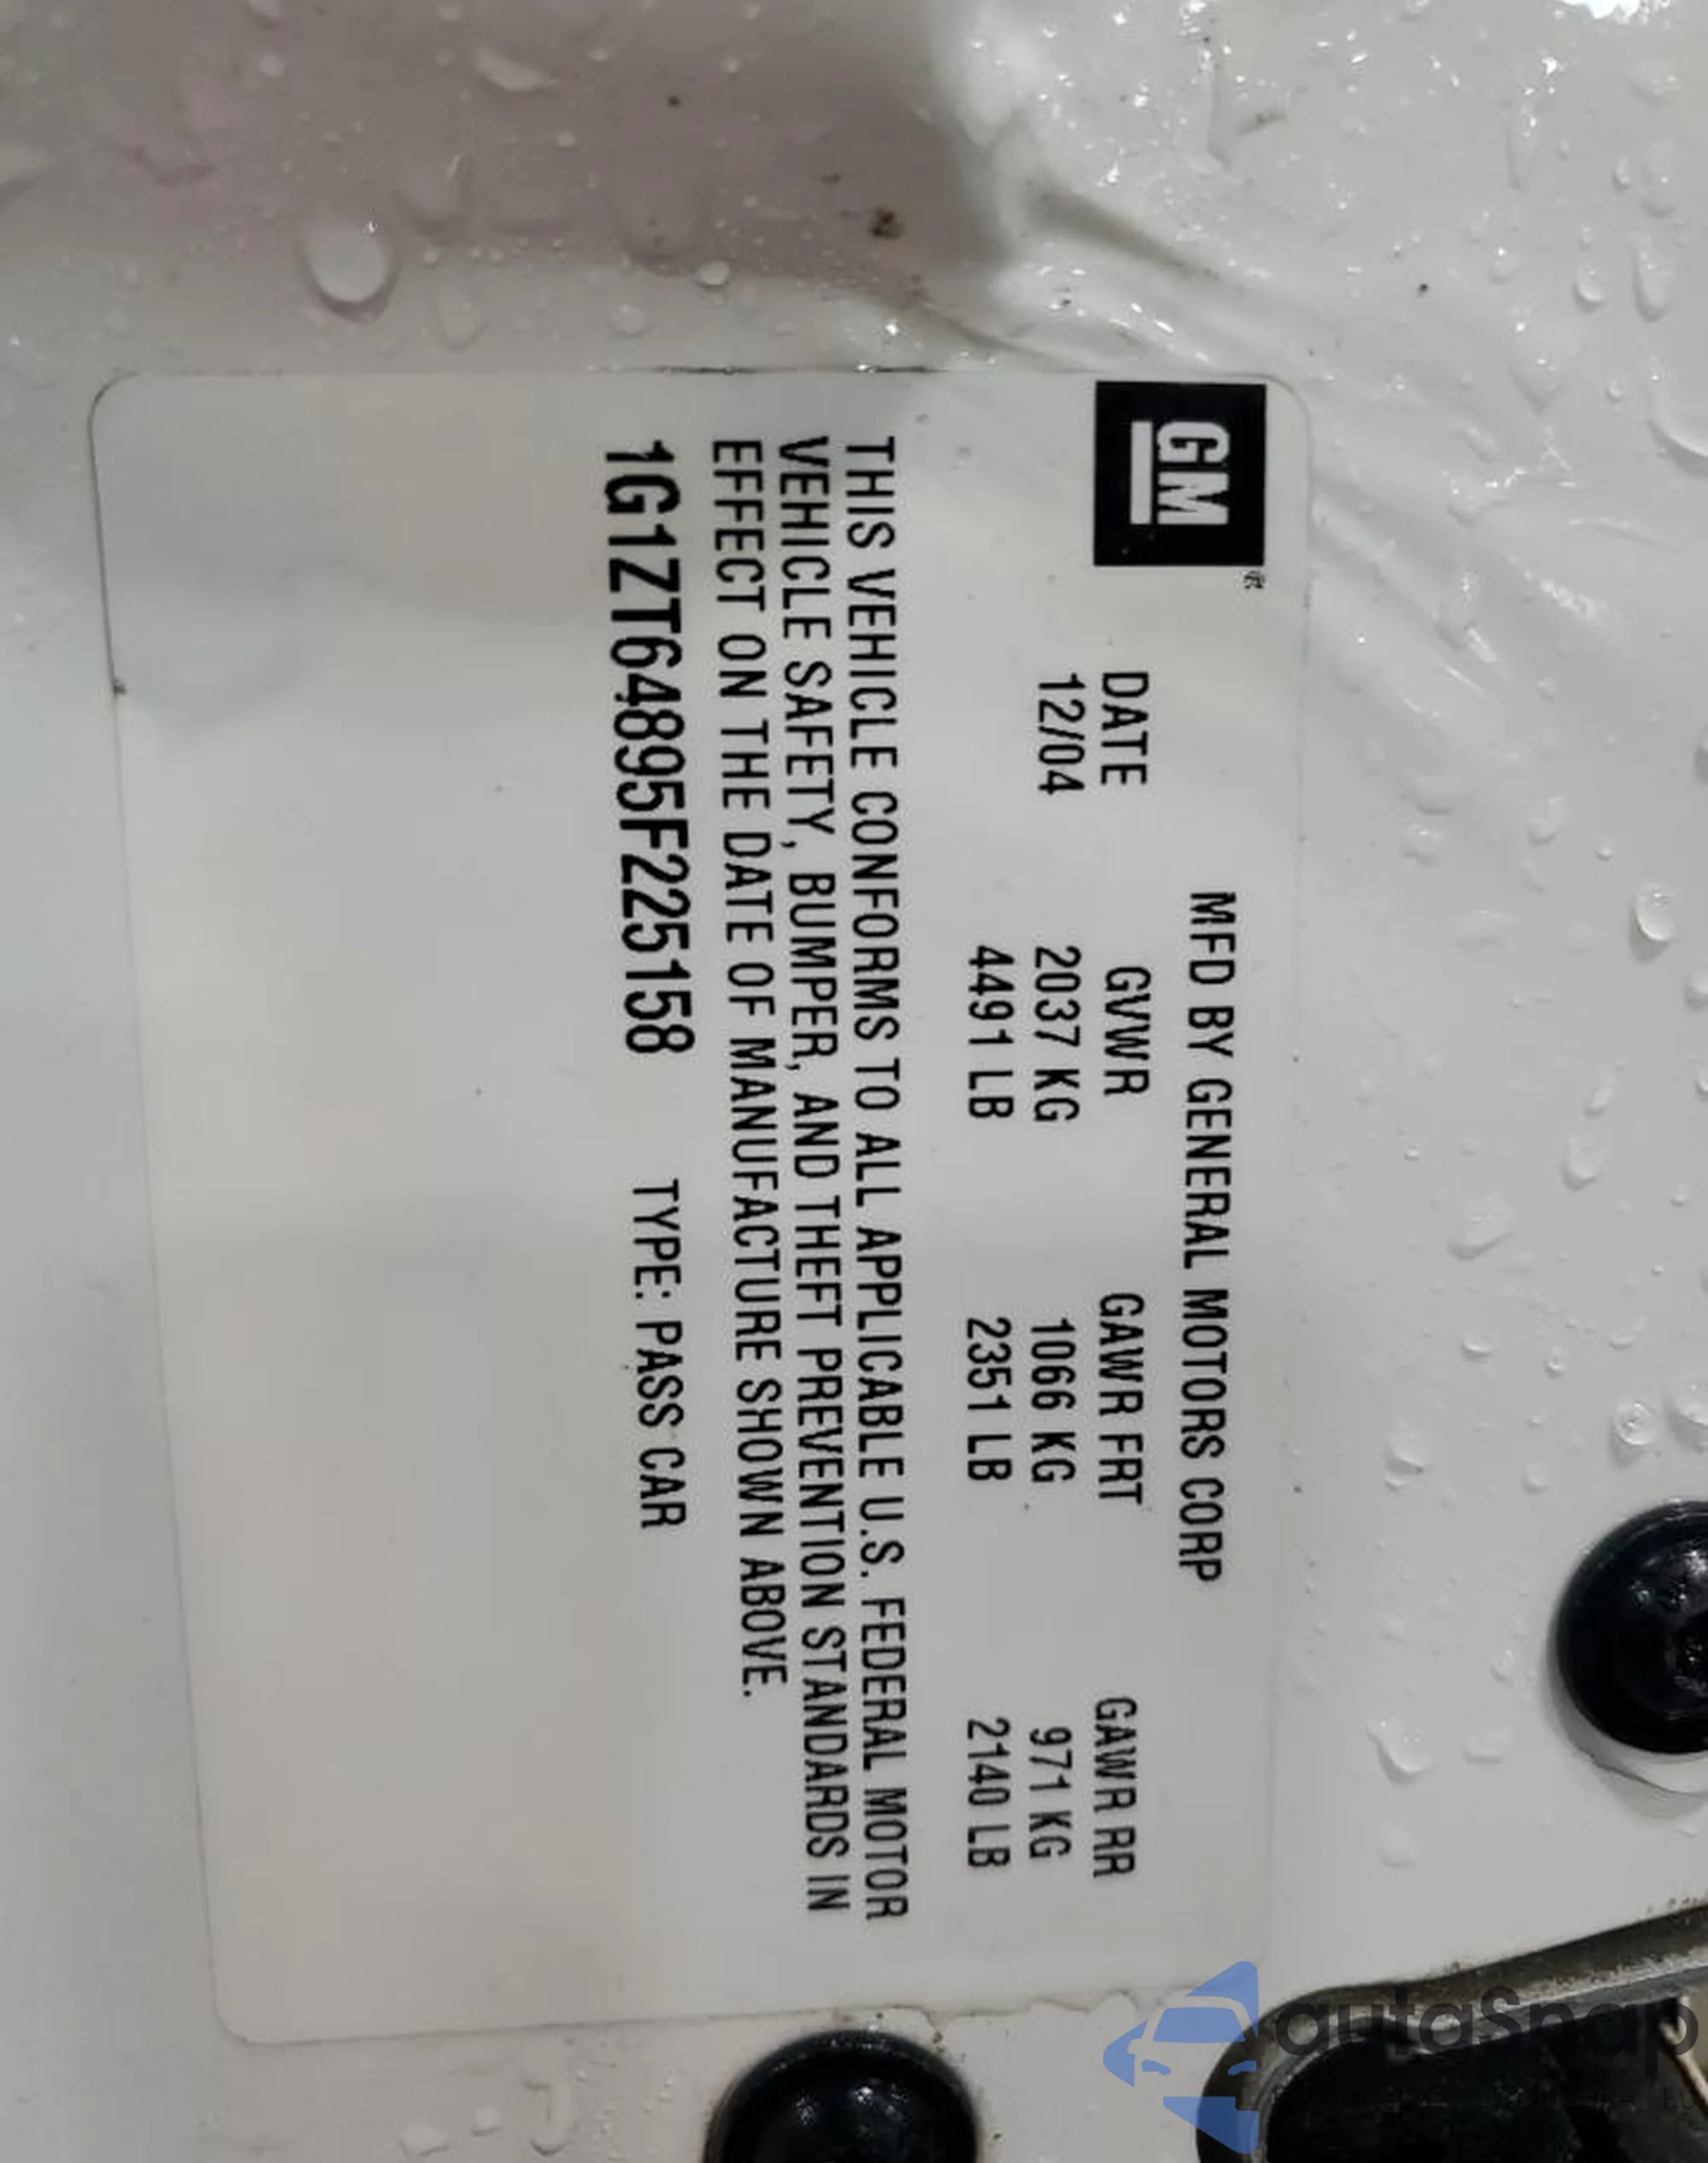 GM
®
MFD BY GENERAL MOTORS CORP
DATE GVWR GAWR FRT GAWR RR
12/04 2037 KG 1066 KG 971 KG
4491 LB 2351 LB 2140 LB
THIS VEHICLE CONFORMS TO ALL APPLICABLE U.S. FEDERAL MOTOR
VEHICLE SAFETY, BUMPER, AND THEFT PREVENTION STANDARDS IN
EFFECT ON THE DATE OF MANUFACTURE SHOWN ABOVE.
1G1ZT64895F225158 TYPE: PASS CAR
autaSnap